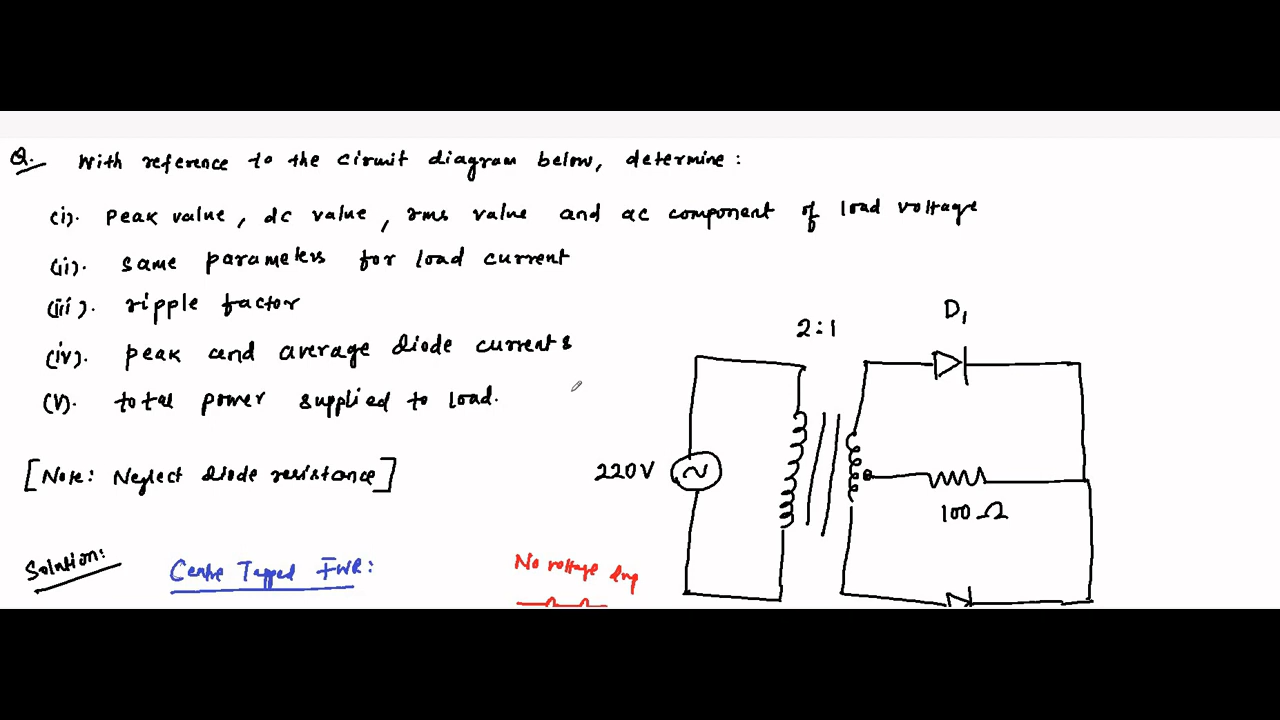 Q. With reference to the circuit diagram below, determine:
(i). peak value, dc value, rms value and ac component of load voltage
(ii). same parameters for load current
(iii). ripple factor
(iv). peak and average diode currents
(v). total power supplied to load.
[Note: Neglect diode resistance]
2:1
D1
220V
100 Ω
Solution:
Centre Tapped FWR:
No voltage drop